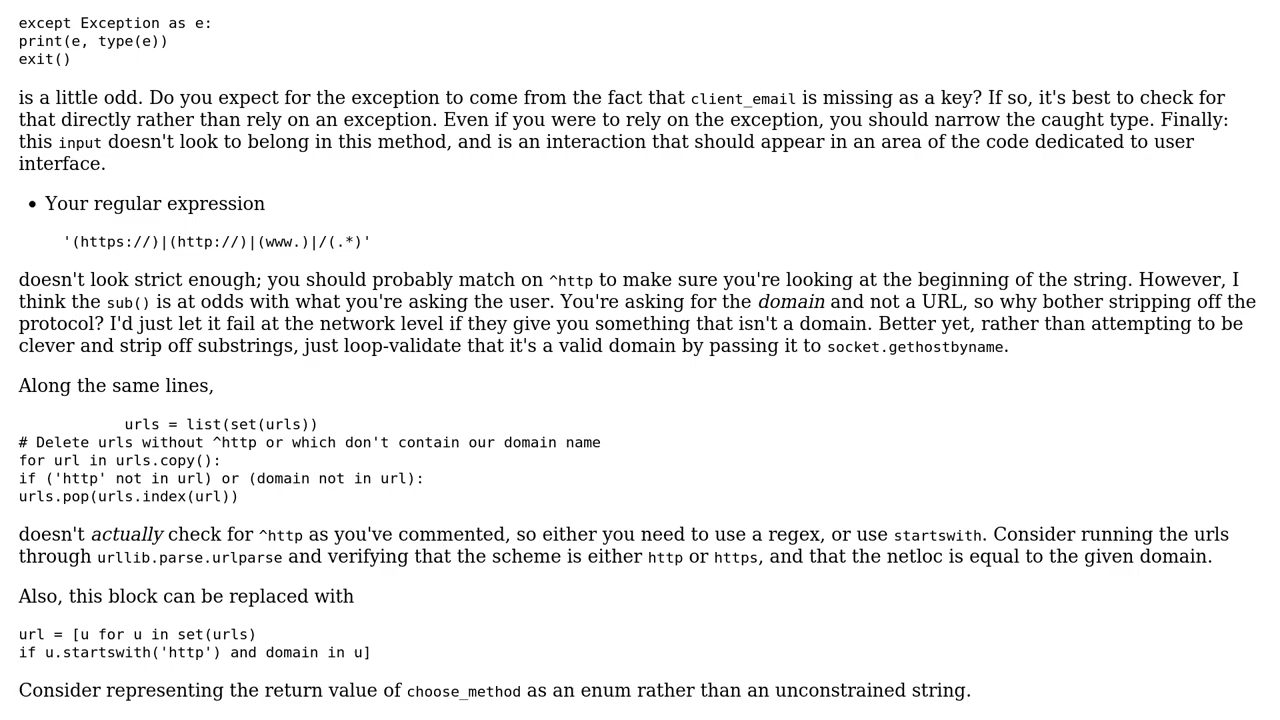 except Exception as e:
print(e, type(e))
exit()
is a little odd. Do you expect for the exception to come from the fact that client_email is missing as a key? If so, it's best to check for
that directly rather than rely on an exception. Even if you were to rely on the exception, you should narrow the caught type. Finally:
this input doesn't look to belong in this method, and is an interaction that should appear in an area of the code dedicated to user
interface.
• Your regular expression
'(https://)|(http://)|(www.)|/(.*)'
doesn't look strict enough; you should probably match on ^http to make sure you're looking at the beginning of the string. However, I
think the sub() is at odds with what you're asking the user. You're asking for the domain and not a URL, so why bother stripping off the
protocol? I'd just let it fail at the network level if they give you something that isn't a domain. Better yet, rather than attempting to be
clever and strip off substrings, just loop-validate that it's a valid domain by passing it to socket.gethostbyname.
Along the same lines,
urls = list(set(urls))
# Delete urls without ^http or which don't contain our domain name
for url in urls.copy():
if ('http' not in url) or (domain not in url):
urls.pop(urls.index(url))
doesn't actually check for ^http as you've commented, so either you need to use a regex, or use startswith. Consider running the urls
through urllib.parse.urlparse and verifying that the scheme is either http or https, and that the netloc is equal to the given domain.
Also, this block can be replaced with
url = [u for u in set(urls)
if u.startswith('http') and domain in u]
Consider representing the return value of choose_method as an enum rather than an unconstrained string.